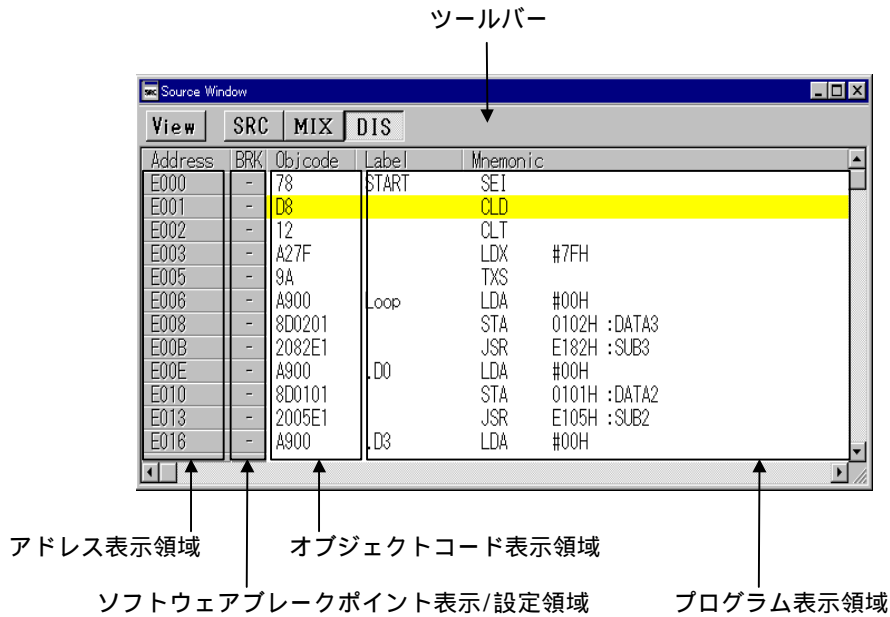 ツールバー
Source Window
View SRC MIX DIS
Address BRK Objcode Label Mnemonic
E000 - 78 START SEI
E001 - D8 CLD
E002 - 12 CLT
E003 - A27F LDX #7FH
E005 - 9A TXS
E006 - A900 Loop LDA #00H
E008 - 8D0201 STA 0102H :DATA3
E00B - 2082E1 JSR E182H :SUB3
E00E - A900 .D0 LDA #00H
E010 - 8D0101 STA 0101H :DATA2
E013 - 2005E1 JSR E105H :SUB2
E016 - A900 .D3 LDA #00H
アドレス表示領域 オブジェクトコード表示領域
ソフトウェアブレークポイント表示/設定領域 プログラム表示領域